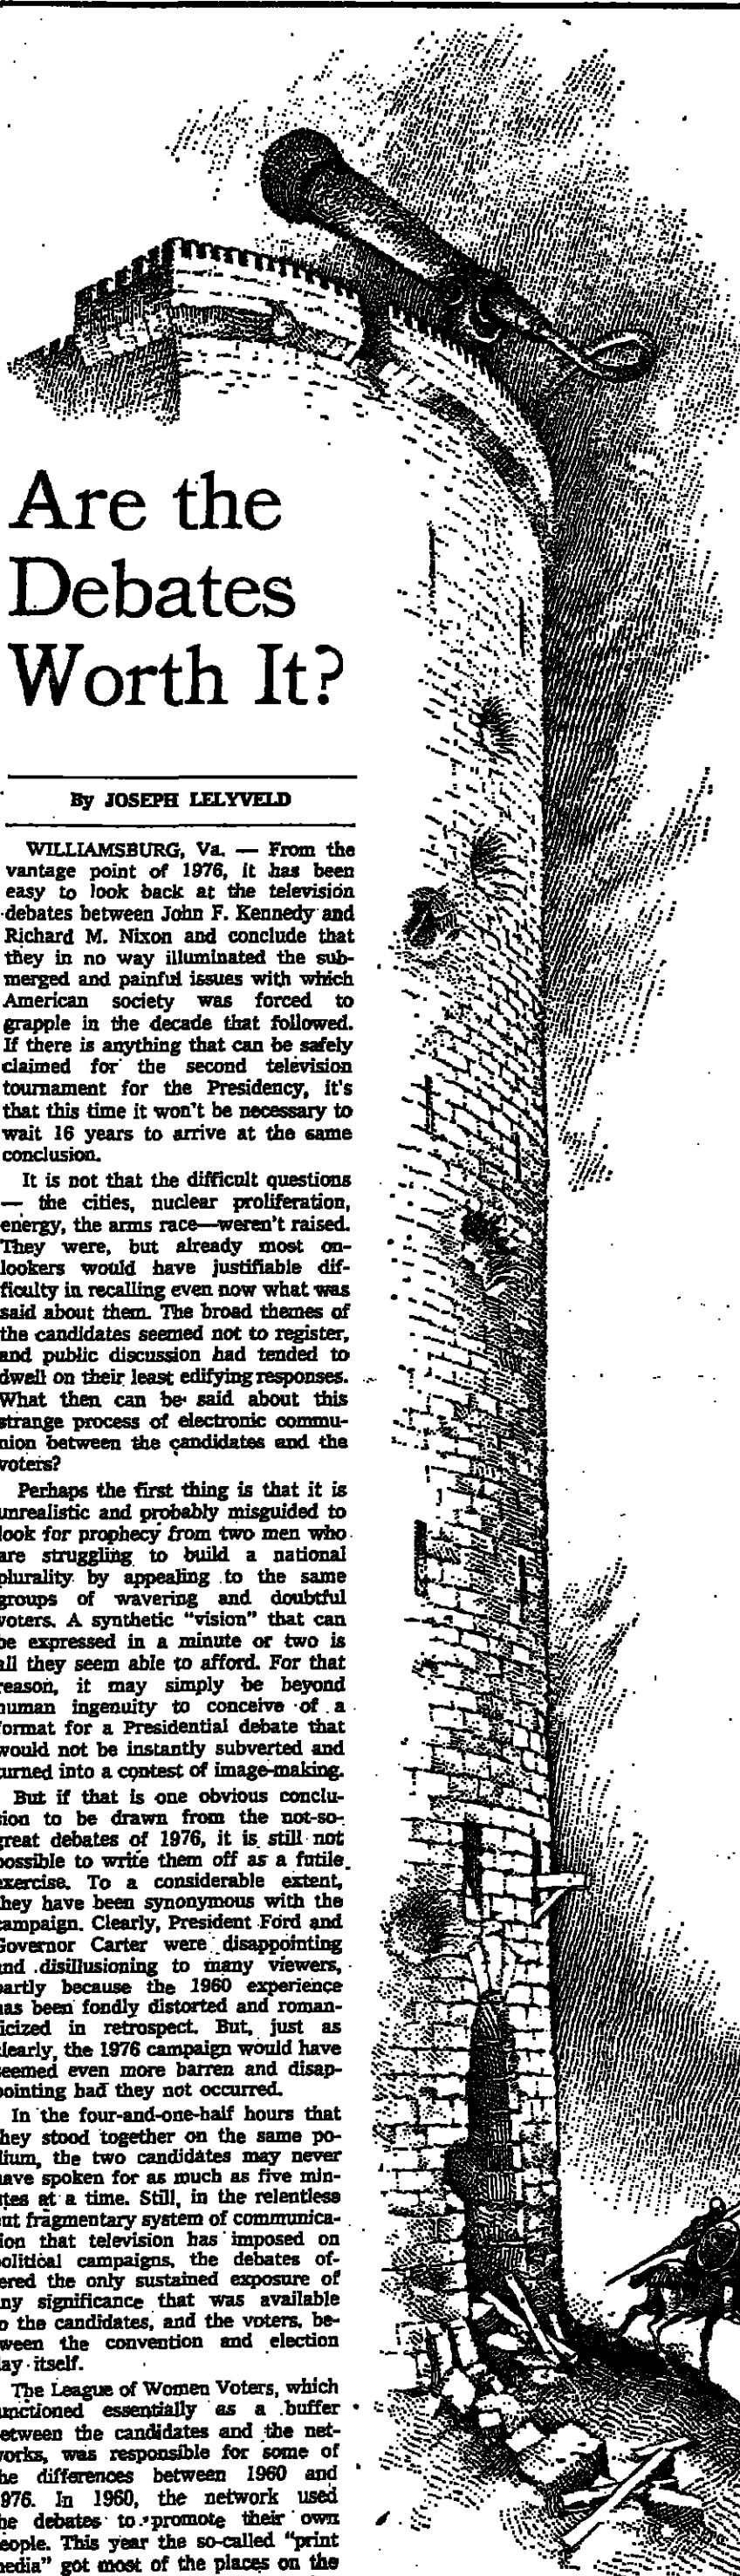 Are the
Debates
Worth It?
By JOSEPH LELYVELD
WILLIAMSBURG, Va. — From the
vantage point of 1976, it has been
easy to look back at the television
debates between John F. Kennedy and
Richard M. Nixon and conclude that
they in no way illuminated the sub-
merged and painful issues with which
American society was forced to
grapple in the decade that followed.
If there is anything that can be safely
claimed for the second television
tournament for the Presidency, it's
that this time it won't be necessary to
wait 16 years to arrive at the same
conclusion.
It is not that the difficult questions
— the cities, nuclear proliferation,
energy, the arms race—weren't raised.
They were, but already most on-
lookers would have justifiable dif-
ficulty in recalling even now what was
said about them. The broad themes of
the candidates seemed not to register,
and public discussion had tended to
dwell on their least edifying responses.
What then can be said about this
strange process of electronic commu-
nion between the candidates and the
voters?
Perhaps the first thing is that it is
unrealistic and probably misguided to
look for prophecy from two men who
are struggling to build a national
plurality by appealing to the same
groups of wavering and doubtful
voters. A synthetic "vision" that can
be expressed in a minute or two is
all they seem able to afford. For that
reason, it may simply be beyond
human ingenuity to conceive of a
format for a Presidential debate that
would not be instantly subverted and
turned into a contest of image-making.
But if that is one obvious conclu-
sion to be drawn from the not-so-
great debates of 1976, it is still not
possible to write them off as a futile
exercise. To a considerable extent,
they have been synonymous with the
campaign. Clearly, President Ford and
Governor Carter were disappointing
and disillusioning to many viewers,
partly because the 1960 experience
has been fondly distorted and roman-
icized in retrospect. But, just as
clearly, the 1976 campaign would have
seemed even more barren and disap-
pointing had they not occurred.
In the four-and-one-half hours that
they stood together on the same po-
dium, the two candidates may never
have spoken for as much as five min-
utes at a time. Still, in the relentless
but fragmentary system of communica-
tion that television has imposed on
political campaigns, the debates of-
fered the only sustained exposure of
any significance that was available
to the candidates, and the voters, be-
tween the convention and election
day itself.
The League of Women Voters, which
functioned essentially as a buffer
between the candidates and the net-
works, was responsible for some of
the differences between 1960 and
1976. In 1960, the network used
the debates to promote their own
people. This year the so-called "print
media" got most of the places on the